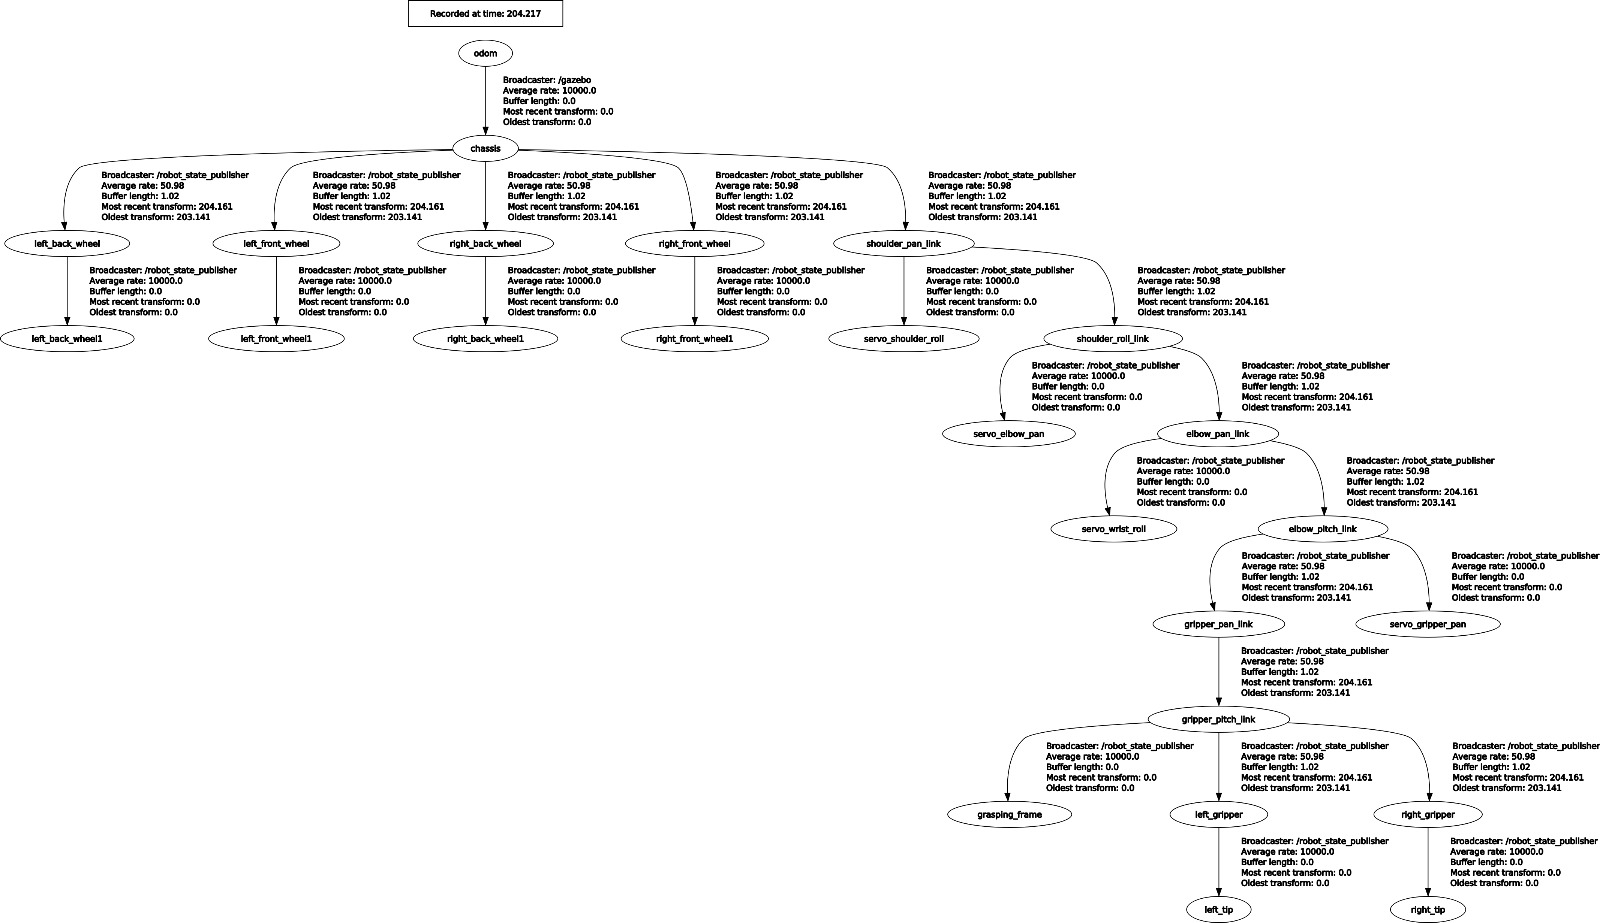 Recorded at time: 204.217
odom
Broadcaster: /gazebo
Average rate: 10000.0
Buffer length: 0.0
Most recent transform: 0.0
Oldest transform: 0.0
chassis
Broadcaster: /robot_state_publisher
Average rate: 50.98
Buffer length: 1.02
Most recent transform: 204.161
Oldest transform: 203.141
Broadcaster: /robot_state_publisher
Average rate: 50.98
Buffer length: 1.02
Most recent transform: 204.161
Oldest transform: 203.141
Broadcaster: /robot_state_publisher
Average rate: 50.98
Buffer length: 1.02
Most recent transform: 204.161
Oldest transform: 203.141
Broadcaster: /robot_state_publisher
Average rate: 50.98
Buffer length: 1.02
Most recent transform: 204.161
Oldest transform: 203.141
Broadcaster: /robot_state_publisher
Average rate: 50.98
Buffer length: 1.02
Most recent transform: 204.161
Oldest transform: 203.141
left_back_wheel
left_front_wheel
right_back_wheel
right_front_wheel
shoulder_pan_link
Broadcaster: /robot_state_publisher
Average rate: 10000.0
Buffer length: 0.0
Most recent transform: 0.0
Oldest transform: 0.0
Broadcaster: /robot_state_publisher
Average rate: 10000.0
Buffer length: 0.0
Most recent transform: 0.0
Oldest transform: 0.0
Broadcaster: /robot_state_publisher
Average rate: 10000.0
Buffer length: 0.0
Most recent transform: 0.0
Oldest transform: 0.0
Broadcaster: /robot_state_publisher
Average rate: 10000.0
Buffer length: 0.0
Most recent transform: 0.0
Oldest transform: 0.0
Broadcaster: /robot_state_publisher
Average rate: 10000.0
Buffer length: 0.0
Most recent transform: 0.0
Oldest transform: 0.0
Broadcaster: /robot_state_publisher
Average rate: 50.98
Buffer length: 1.02
Most recent transform: 204.161
Oldest transform: 203.141
left_back_wheel1
left_front_wheel1
right_back_wheel1
right_front_wheel1
servo_shoulder_roll
shoulder_roll_link
Broadcaster: /robot_state_publisher
Average rate: 10000.0
Buffer length: 0.0
Most recent transform: 0.0
Oldest transform: 0.0
Broadcaster: /robot_state_publisher
Average rate: 50.98
Buffer length: 1.02
Most recent transform: 204.161
Oldest transform: 203.141
servo_elbow_pan
elbow_pan_link
Broadcaster: /robot_state_publisher
Average rate: 10000.0
Buffer length: 0.0
Most recent transform: 0.0
Oldest transform: 0.0
Broadcaster: /robot_state_publisher
Average rate: 50.98
Buffer length: 1.02
Most recent transform: 204.161
Oldest transform: 203.141
servo_wrist_roll
elbow_pitch_link
Broadcaster: /robot_state_publisher
Average rate: 50.98
Buffer length: 1.02
Most recent transform: 204.161
Oldest transform: 203.141
Broadcaster: /robot_state_publisher
Average rate: 10000.0
Buffer length: 0.0
Most recent transform: 0.0
Oldest transform: 0.0
gripper_pan_link
servo_gripper_pan
Broadcaster: /robot_state_publisher
Average rate: 50.98
Buffer length: 1.02
Most recent transform: 204.161
Oldest transform: 203.141
gripper_pitch_link
Broadcaster: /robot_state_publisher
Average rate: 10000.0
Buffer length: 0.0
Most recent transform: 0.0
Oldest transform: 0.0
Broadcaster: /robot_state_publisher
Average rate: 50.98
Buffer length: 1.02
Most recent transform: 204.161
Oldest transform: 203.141
Broadcaster: /robot_state_publisher
Average rate: 50.98
Buffer length: 1.02
Most recent transform: 204.161
Oldest transform: 203.141
grasping_frame
left_gripper
right_gripper
Broadcaster: /robot_state_publisher
Average rate: 10000.0
Buffer length: 0.0
Most recent transform: 0.0
Oldest transform: 0.0
Broadcaster: /robot_state_publisher
Average rate: 10000.0
Buffer length: 0.0
Most recent transform: 0.0
Oldest transform: 0.0
left_tip
right_tip